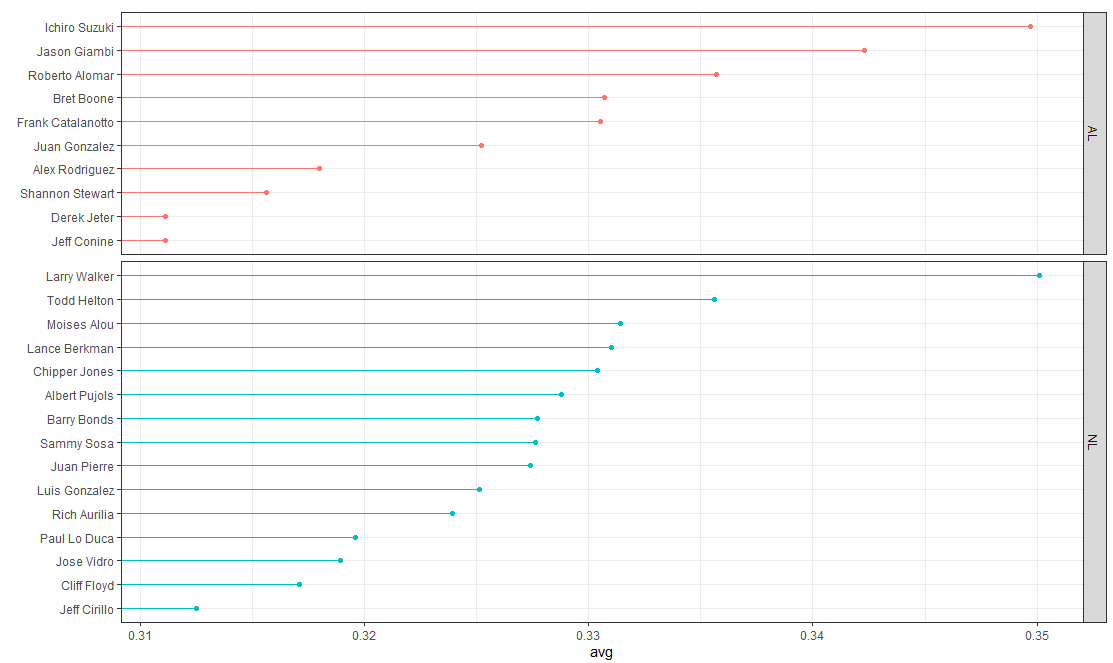 Ichiro Suzuki
Jason Giambi
Roberto Alomar
Bret Boone
Frank Catalanotto
Juan Gonzalez
Alex Rodriguez
Shannon Stewart
Derek Jeter
Jeff Conine
AL
Larry Walker
Todd Helton
Moises Alou
Lance Berkman
Chipper Jones
Albert Pujols
Barry Bonds
Sammy Sosa
Juan Pierre
Luis Gonzalez
Rich Aurilia
Paul Lo Duca
Jose Vidro
Cliff Floyd
Jeff Cirillo
NL
0.31 0.32 0.33 0.34 0.35
avg